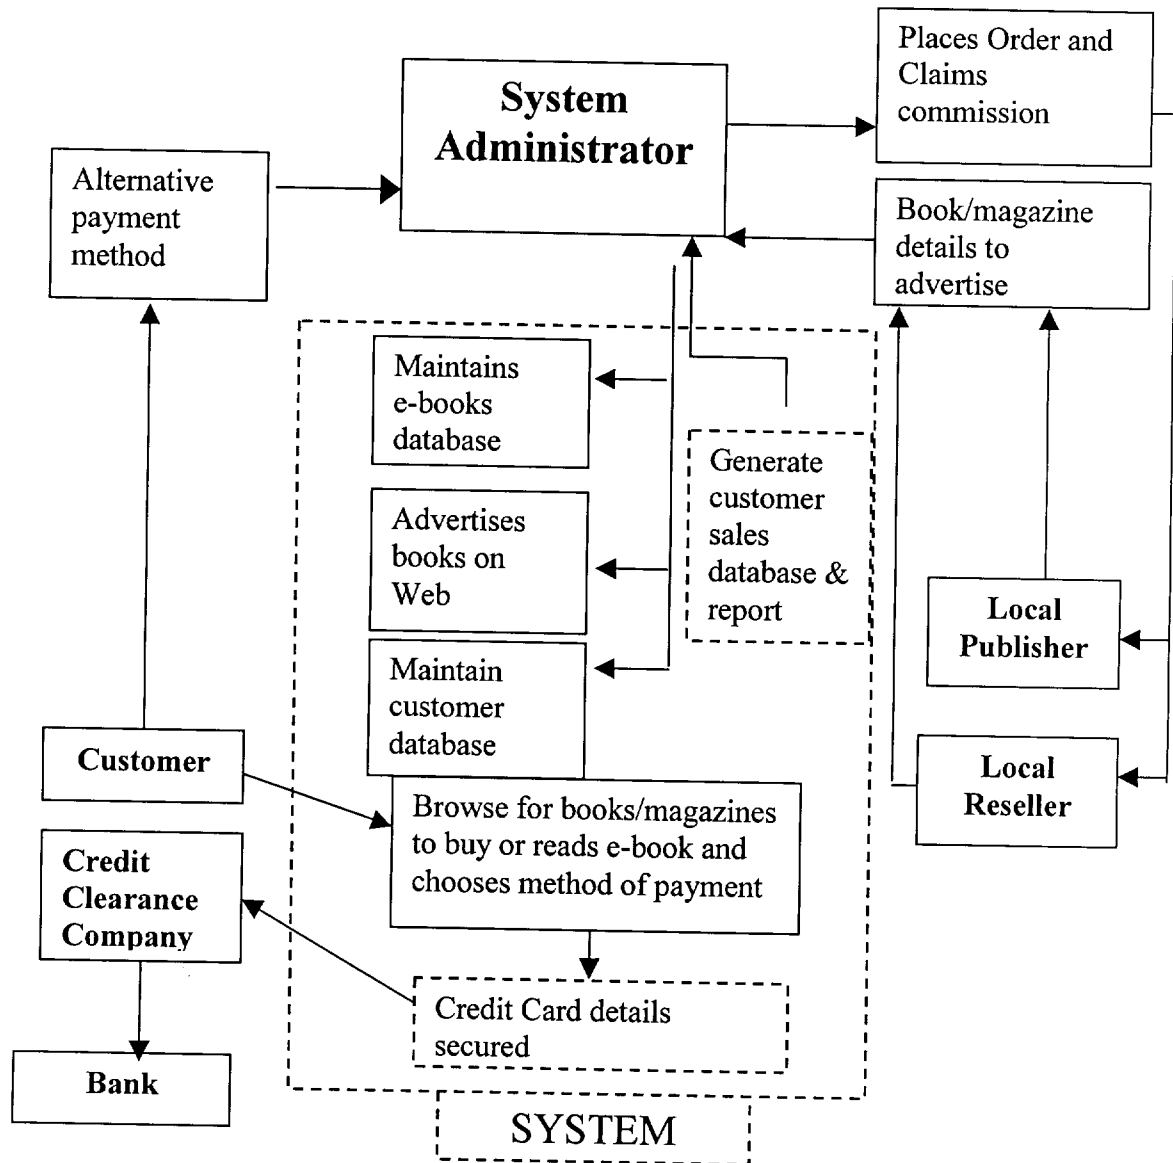 Places Order and
Claims
commission
System
Administrator
Alternative
payment
method
Book/magazine
details to
advertise
Maintains
e-books
database
Generate
customer
sales
database &
report
Advertises
books on
Web
Local
Publisher
Maintain
customer
database
Customer
Local
Reseller
Browse for books/magazines
to buy or reads e-book and
chooses method of payment
Credit
Clearance
Company
Credit Card details
secured
Bank
SYSTEM